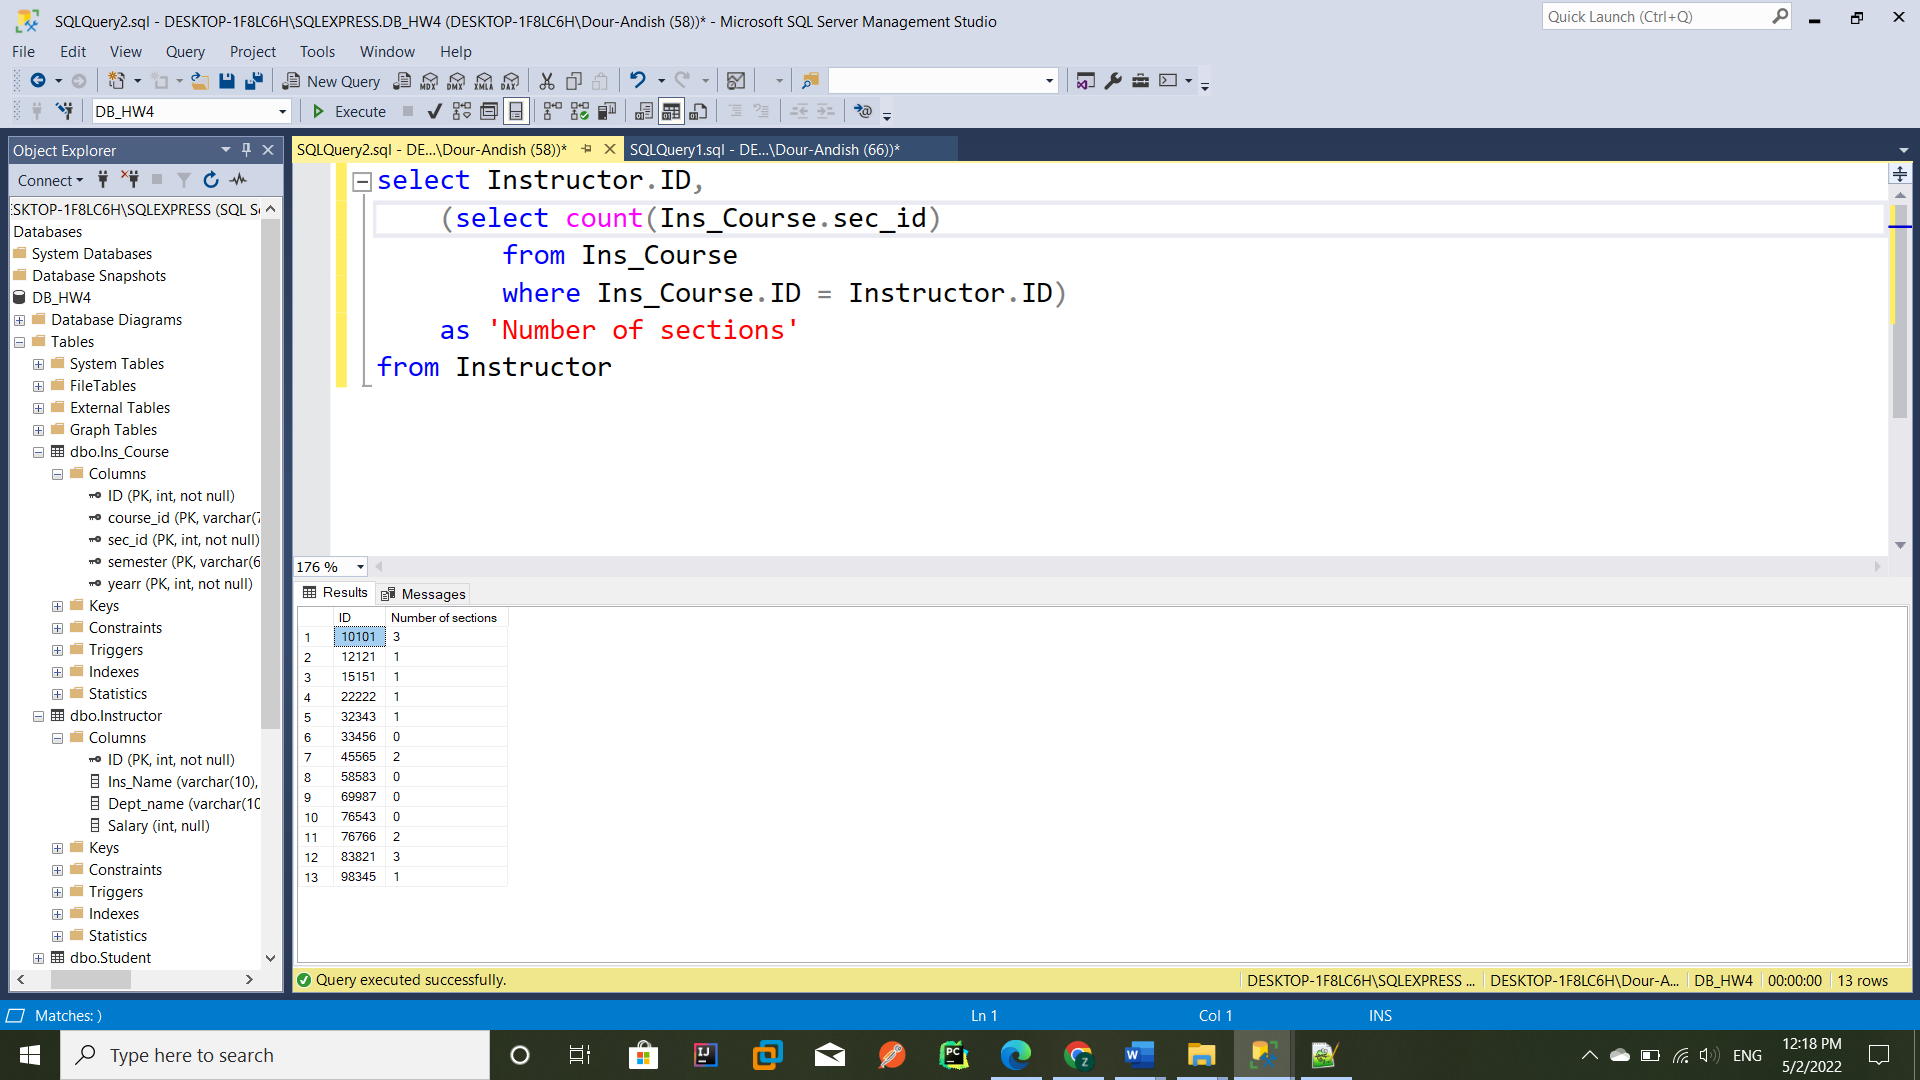 SQLQuery2.sql - DESKTOP-1F8LC6H\SQLEXPRESS.DB_HW4 (DESKTOP-1F8LC6H\Dour-Andish (58))* - Microsoft SQL Server Management Studio
Quick Launch (Ctrl+Q)
File Edit View Query Project Tools Window Help
New Query MDX DMX XMLA DAX
DB_HW4 Execute
Object Explorer
Connect
SKTOP-1F8LC6H\SQLEXPRESS (SQL S
Databases
System Databases
Database Snapshots
DB_HW4
Database Diagrams
Tables
System Tables
FileTables
External Tables
Graph Tables
dbo.Ins_Course
Columns
ID (PK, int, not null)
course_id (PK, varchar(7
sec_id (PK, int, not null)
semester (PK, varchar(6
yearr (PK, int, not null)
Keys
Constraints
Triggers
Indexes
Statistics
dbo.Instructor
Columns
ID (PK, int, not null)
Ins_Name (varchar(10),
Dept_name (varchar(10
Salary (int, null)
Keys
Constraints
Triggers
Indexes
Statistics
dbo.Student
SQLQuery2.sql - DE...\Dour-Andish (58))* SQLQuery1.sql - DE...\Dour-Andish (66))*
select Instructor.ID,
(select count(Ins_Course.sec_id)
from Ins_Course
where Ins_Course.ID = Instructor.ID)
as 'Number of sections'
from Instructor
176 %
Results Messages
ID Number of sections
1 10101 3
2 12121 1
3 15151 1
4 22222 1
5 32343 1
6 33456 0
7 45565 2
8 58583 0
9 69987 0
10 76543 0
11 76766 2
12 83821 3
13 98345 1
Query executed successfully. DESKTOP-1F8LC6H\SQLEXPRESS ... DESKTOP-1F8LC6H\Dour-A... DB_HW4 00:00:00 13 rows
Matches: ) Ln 1 Col 1 INS
Type here to search
ENG
12:18 PM
5/2/2022